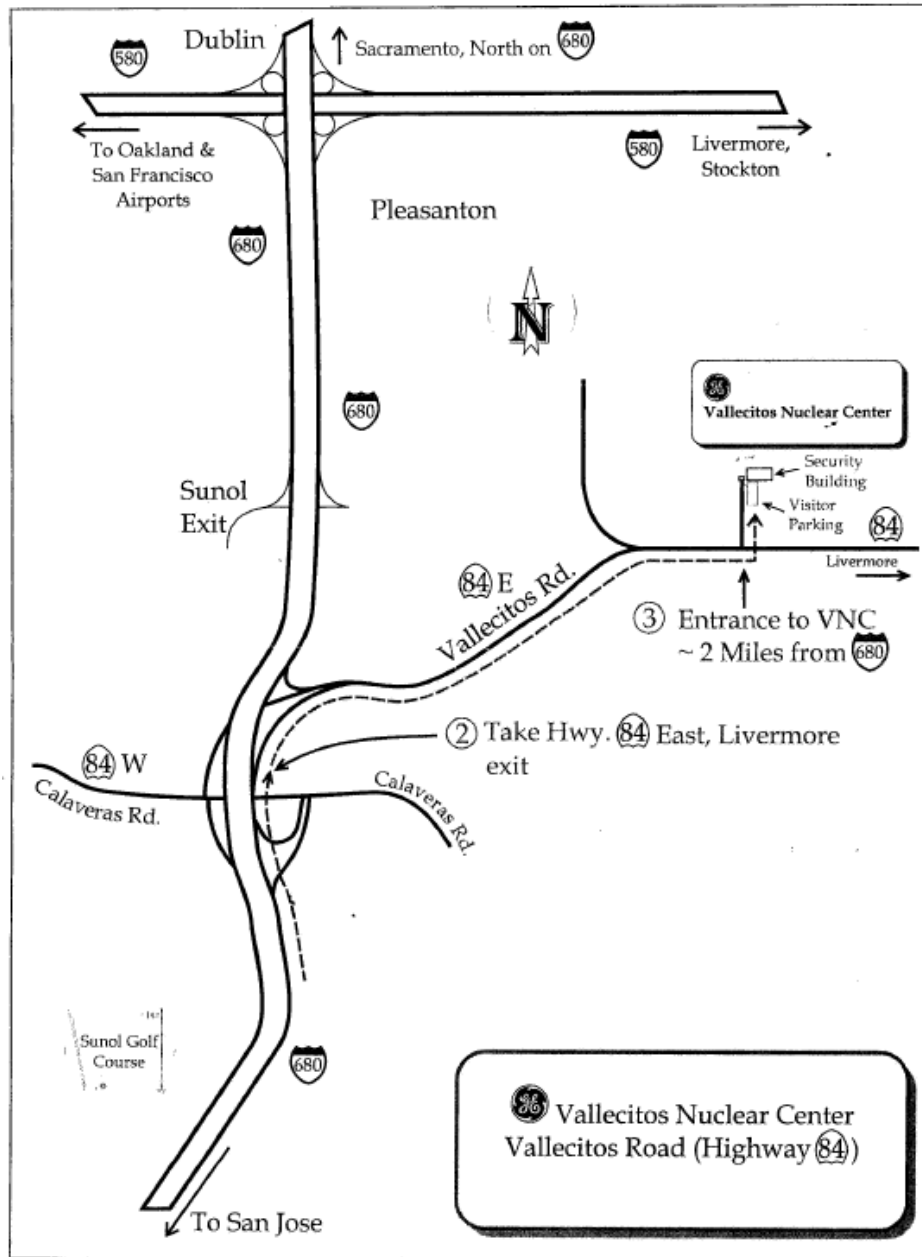 Dublin
580
Sacramento, North on 680
To Oakland &
San Francisco
Airports
580
Livermore,
Stockton
680
Pleasanton
N
680
GE
Vallecitos Nuclear Center
Sunol
Exit
Security
Building
Visitor
Parking
84
Livermore
84 E
Vallecitos Rd.
③ Entrance to VNC
~ 2 Miles from 680
② Take Hwy. 84 East, Livermore
exit
84 W
Calaveras Rd.
Calaveras Rd.
Sunol Golf
Course
680
GE Vallecitos Nuclear Center
Vallecitos Road (Highway 84)
To San Jose